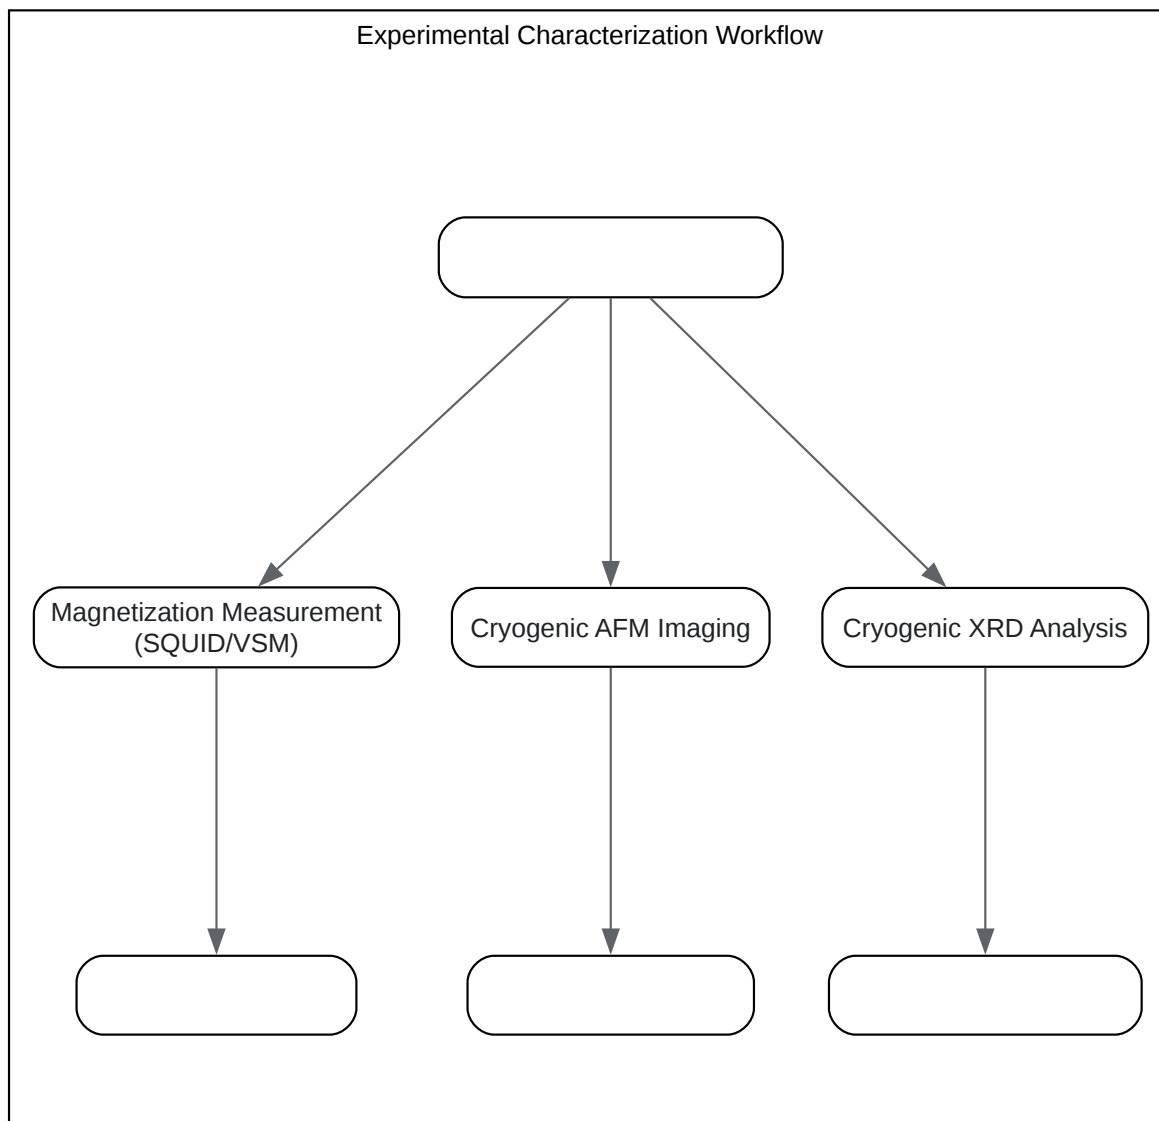 Experimental Characterization Workflow
Magnetization Measurement
(SQUID/VSM)
Cryogenic AFM Imaging
Cryogenic XRD Analysis